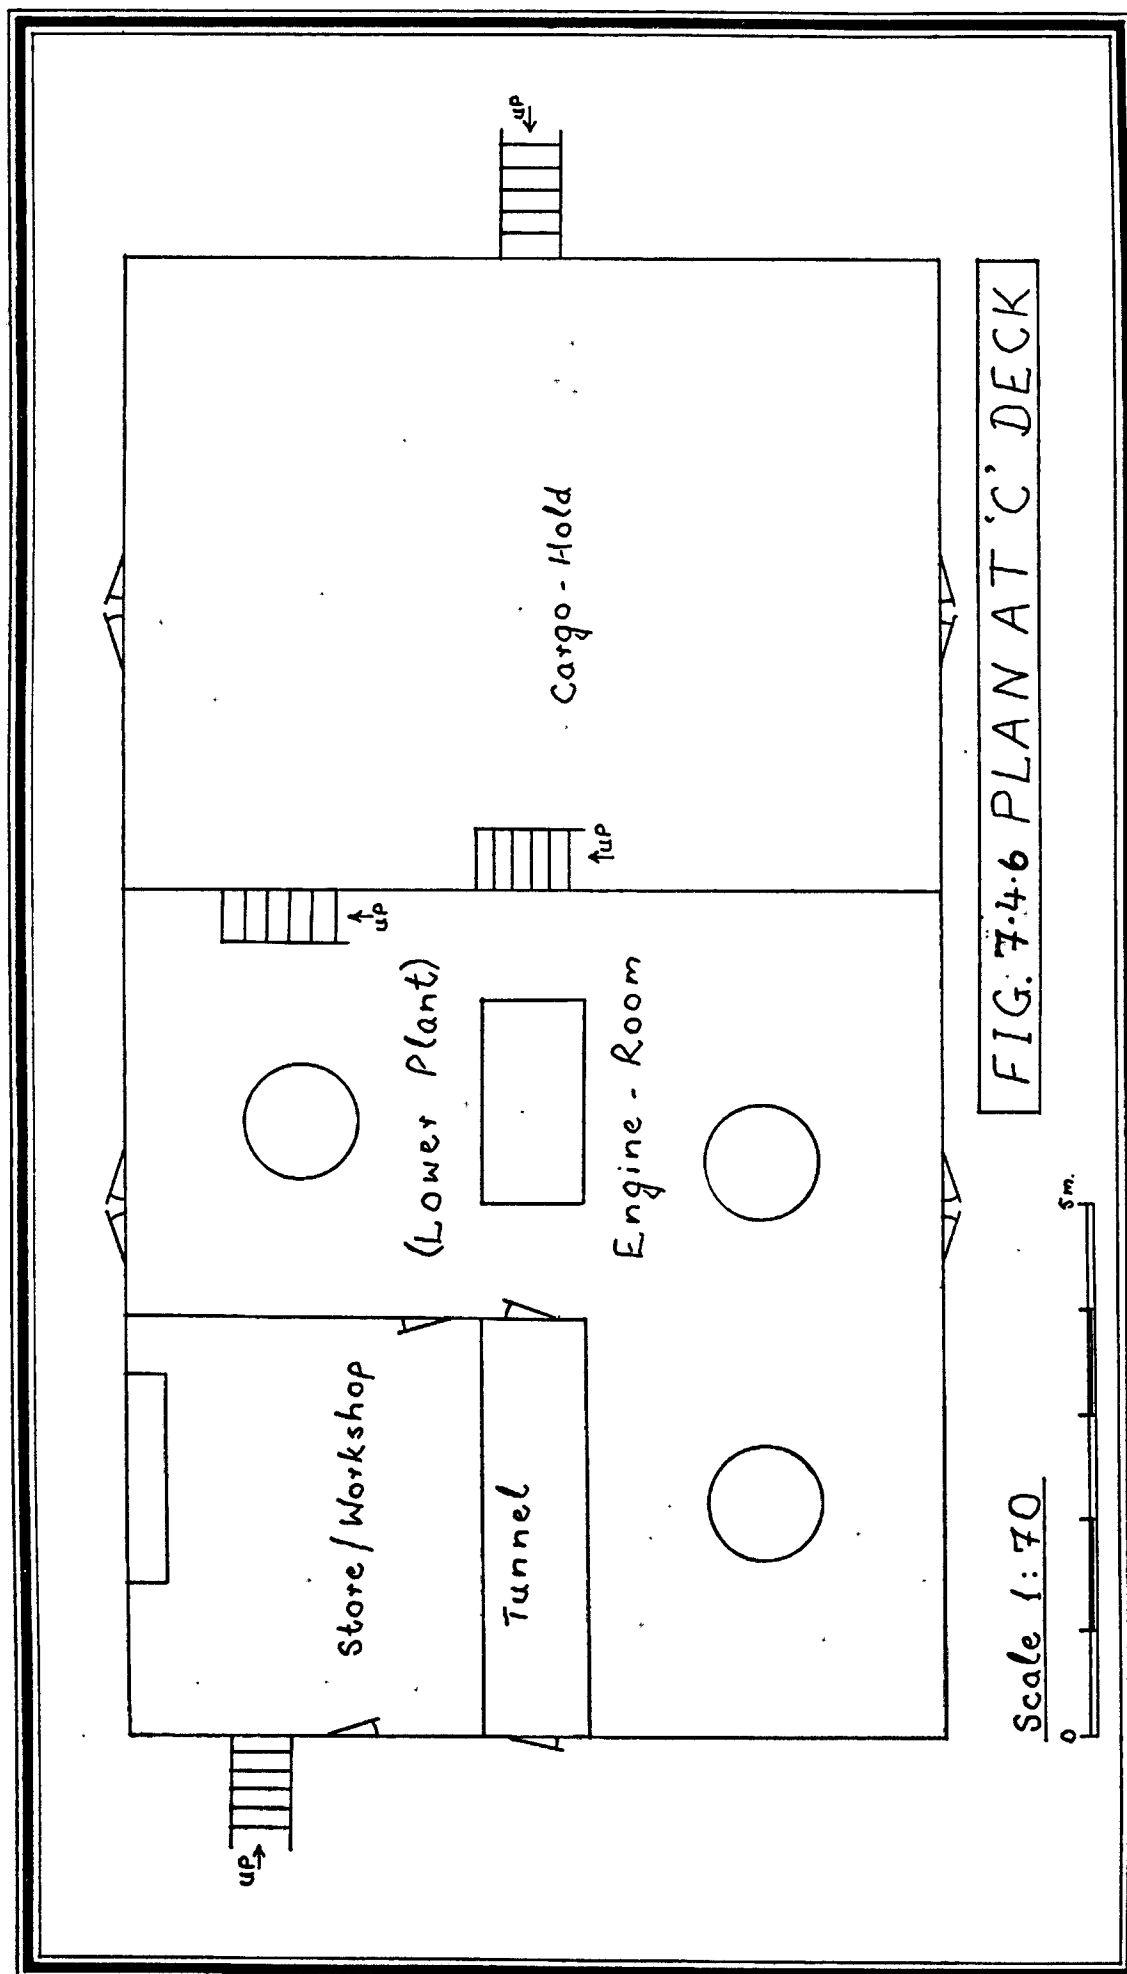 up
Store/Workshop
(Lower Plant)
up
Tunnel
Engine-Room
up
Cargo-Hold
up
Scale 1:70
0
5m.
FIG. 7.4.6 PLAN AT 'C' DECK